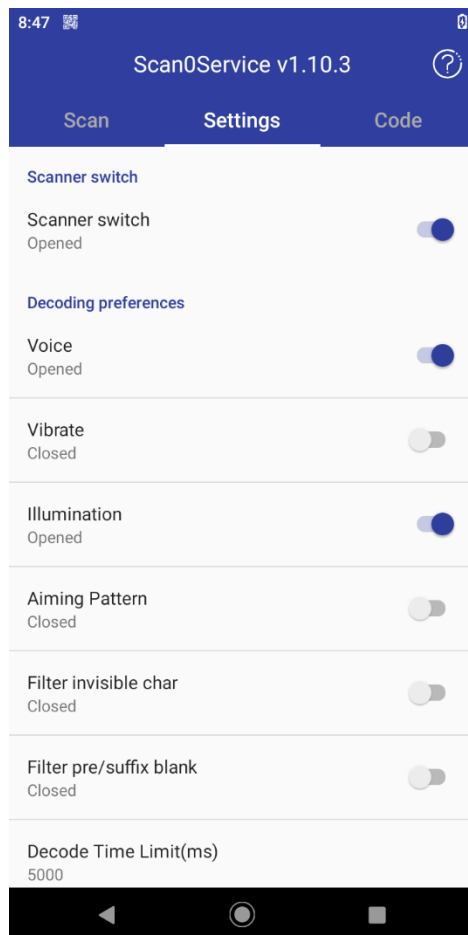 8:47
Scan0Service v1.10.3
Scan Settings Code
Scanner switch
Scanner switch
Opened
Decoding preferences
Voice
Opened
Vibrate
Closed
Illumination
Opened
Aiming Pattern
Closed
Filter invisible char
Closed
Filter pre/suffix blank
Closed
Decode Time Limit(ms)
5000